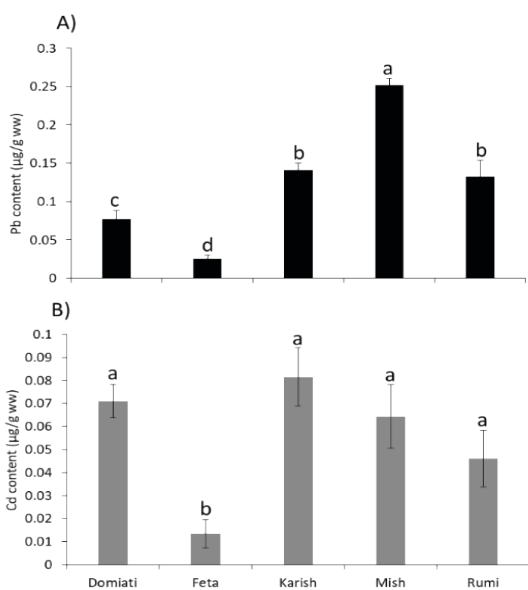 A)
Pb content (µg/g ww)
0.3
0.25
0.2
0.15
0.1
0.05
0
c
d
b
a
b
B)
Cd content (µg/g ww)
0.1
0.09
0.08
0.07
0.06
0.05
0.04
0.03
0.02
0.01
0
a
b
a
a
a
Domiati Feta Karish Mish Rumi